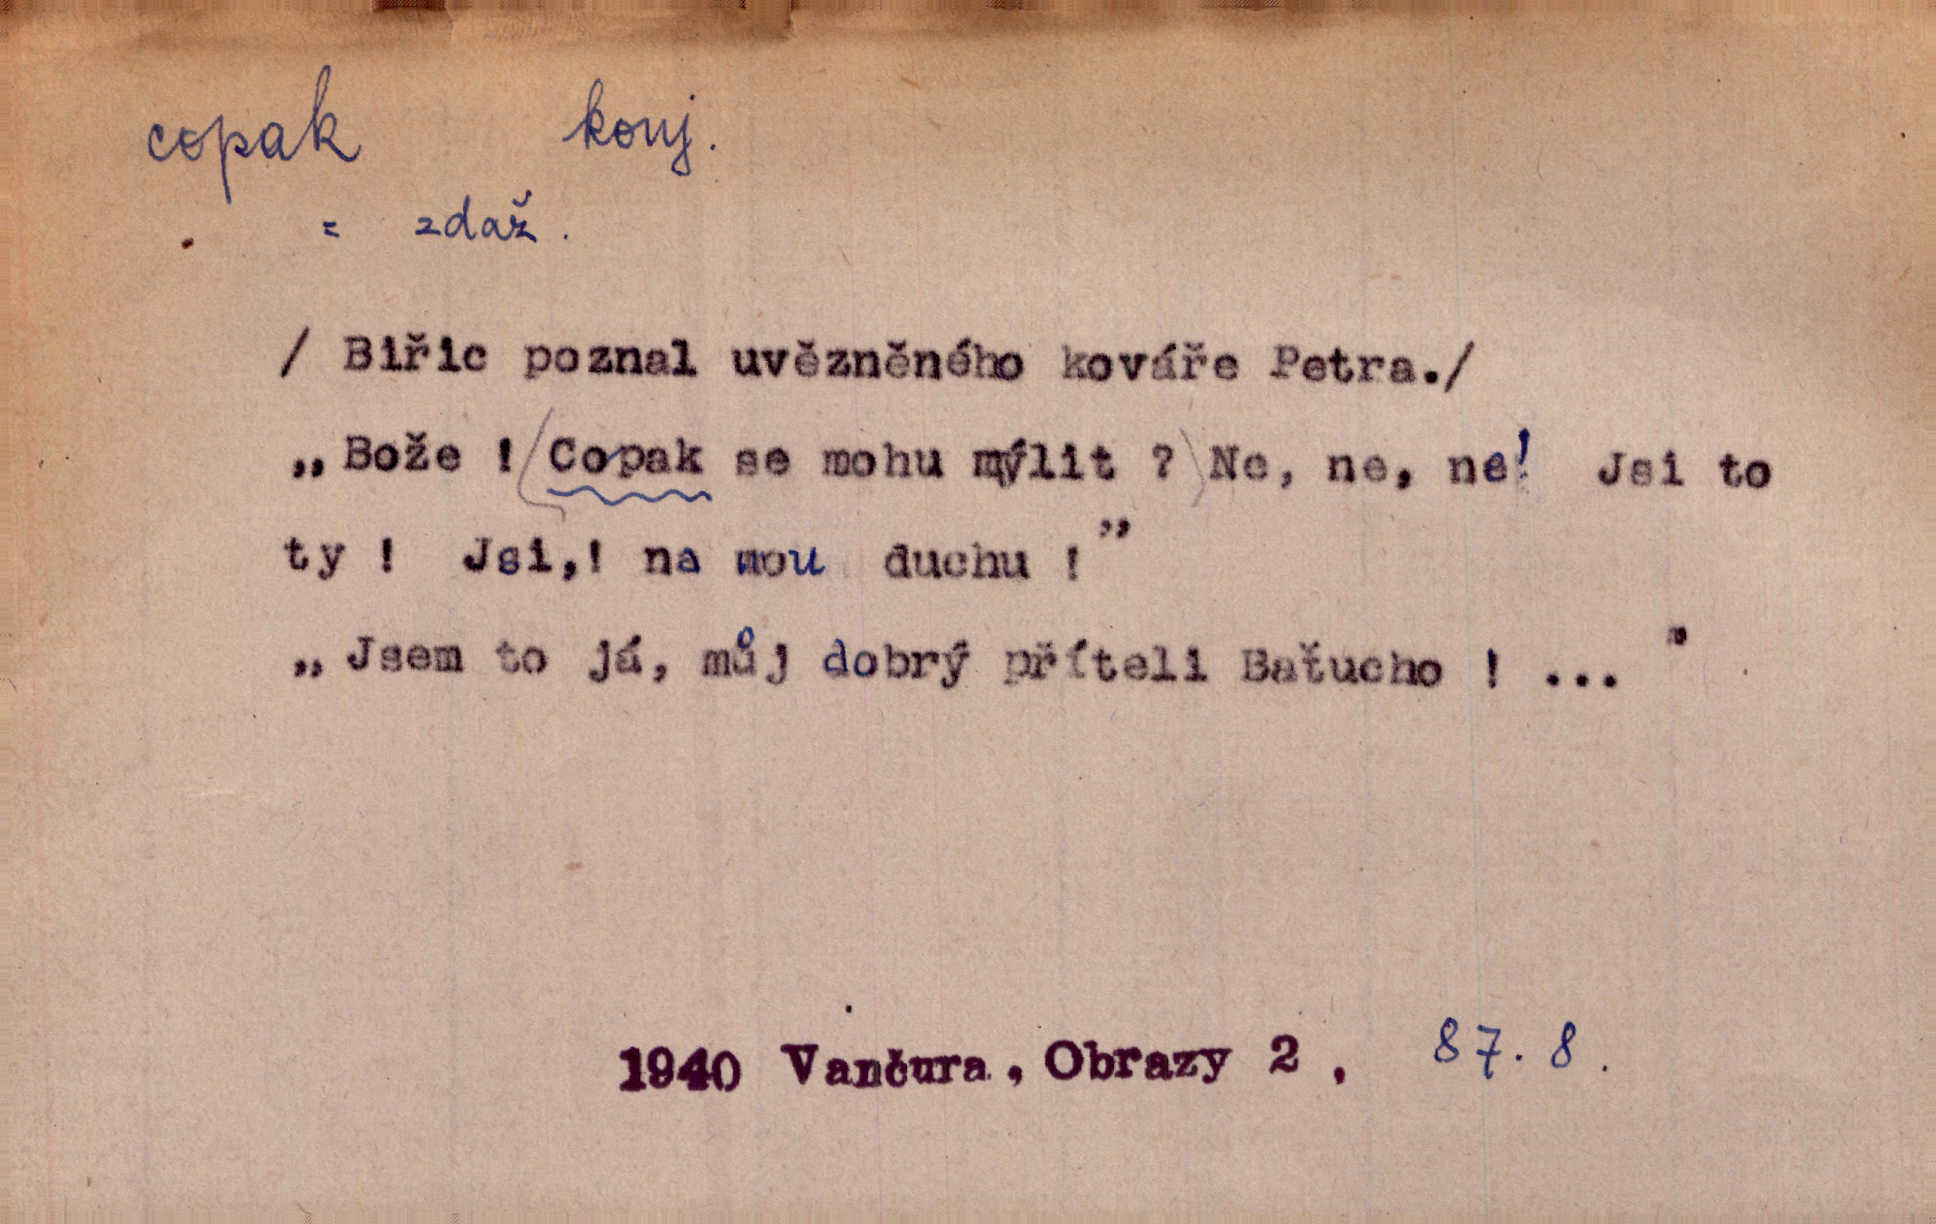 copak konj.
= zdaž.
/ Biřic poznal uvězněného kováře Petra./
„Bože ! (Copak se mohu mýlit ?) Ne, ne, ne! Jsi to
ty ! Jsi,! na mou duchu !”
„Jsem to já, můj dobrý příteli Baťucho ! ... "
1940 Vančura, Obrazy 2, 87. 8.